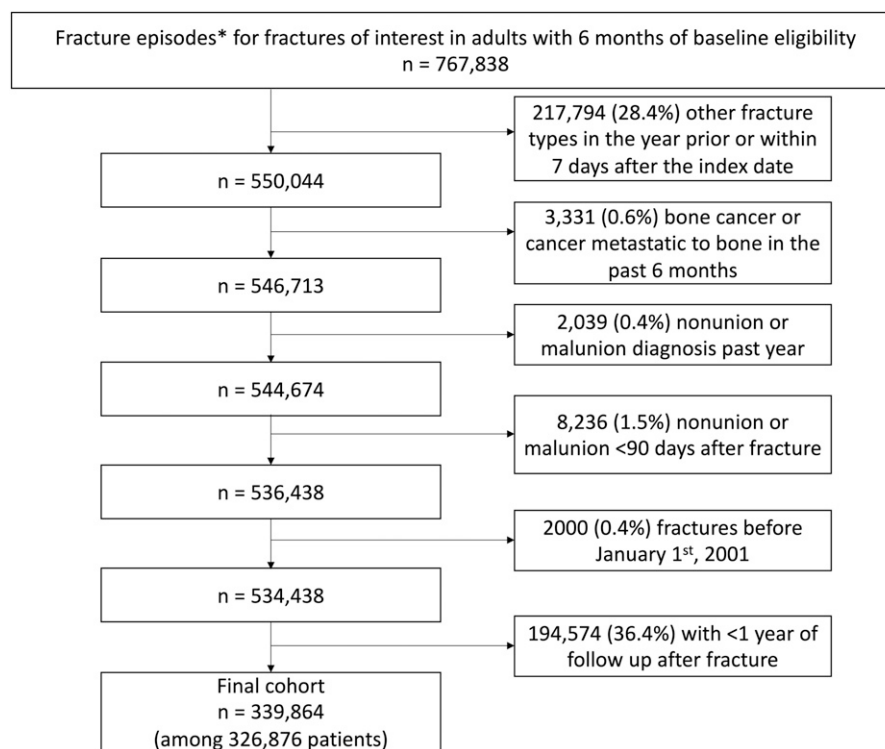 Fracture episodes* for fractures of interest in adults with 6 months of baseline eligibility
n = 767,838
217,794 (28.4%) other fracture
types in the year prior or within
7 days after the index date
n = 550,044
3,331 (0.6%) bone cancer or
cancer metastatic to bone in the
past 6 months
n = 546,713
2,039 (0.4%) nonunion or
malunion diagnosis past year
n = 544,674
8,236 (1.5%) nonunion or
malunion <90 days after fracture
n = 536,438
2000 (0.4%) fractures before
January 1st, 2001
n = 534,438
194,574 (36.4%) with <1 year of
follow up after fracture
Final cohort
n = 339,864
(among 326,876 patients)